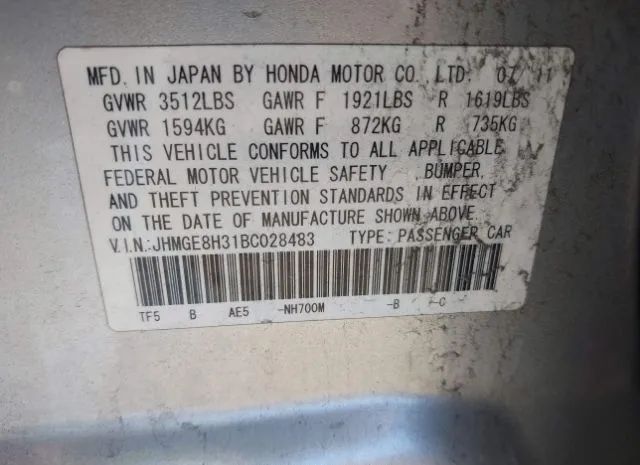 MFD. IN JAPAN BY HONDA MOTOR CO.,LTD. 07/11
GVWR 3512LBS GAWR F 1921LBS R 1619LBS
GVWR 1594KG GAWR F 872KG R 735KG
THIS VEHICLE CONFORMS TO ALL APPLICABLE
FEDERAL MOTOR VEHICLE SAFETY ,BUMPER,
AND THEFT PREVENTION STANDARDS IN EFFECT
ON THE DATE OF MANUFACTURE SHOWN ABOVE.
V.I.N.:JHMGE8H31BC028483 TYPE:PASSENGER CAR
TF5 B AE5 -NH700M -B -C